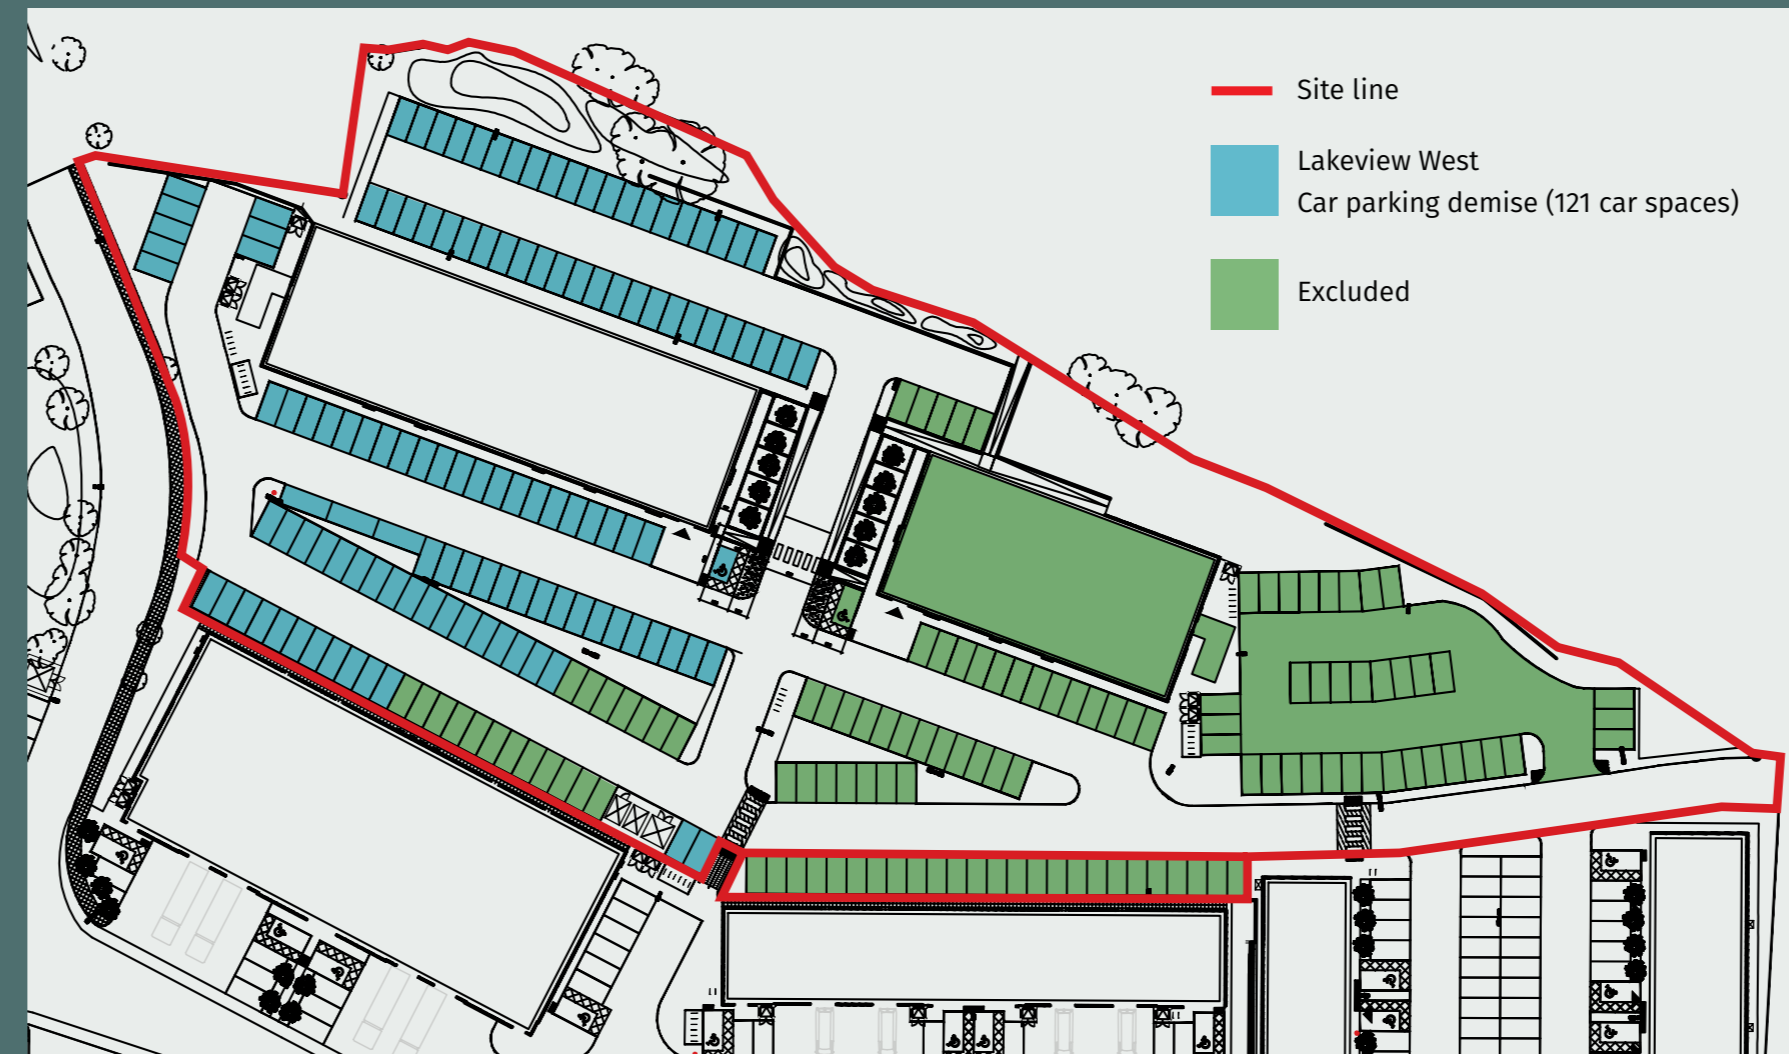 Site line
Lakeview West
Car parking demise (121 car spaces)
Excluded